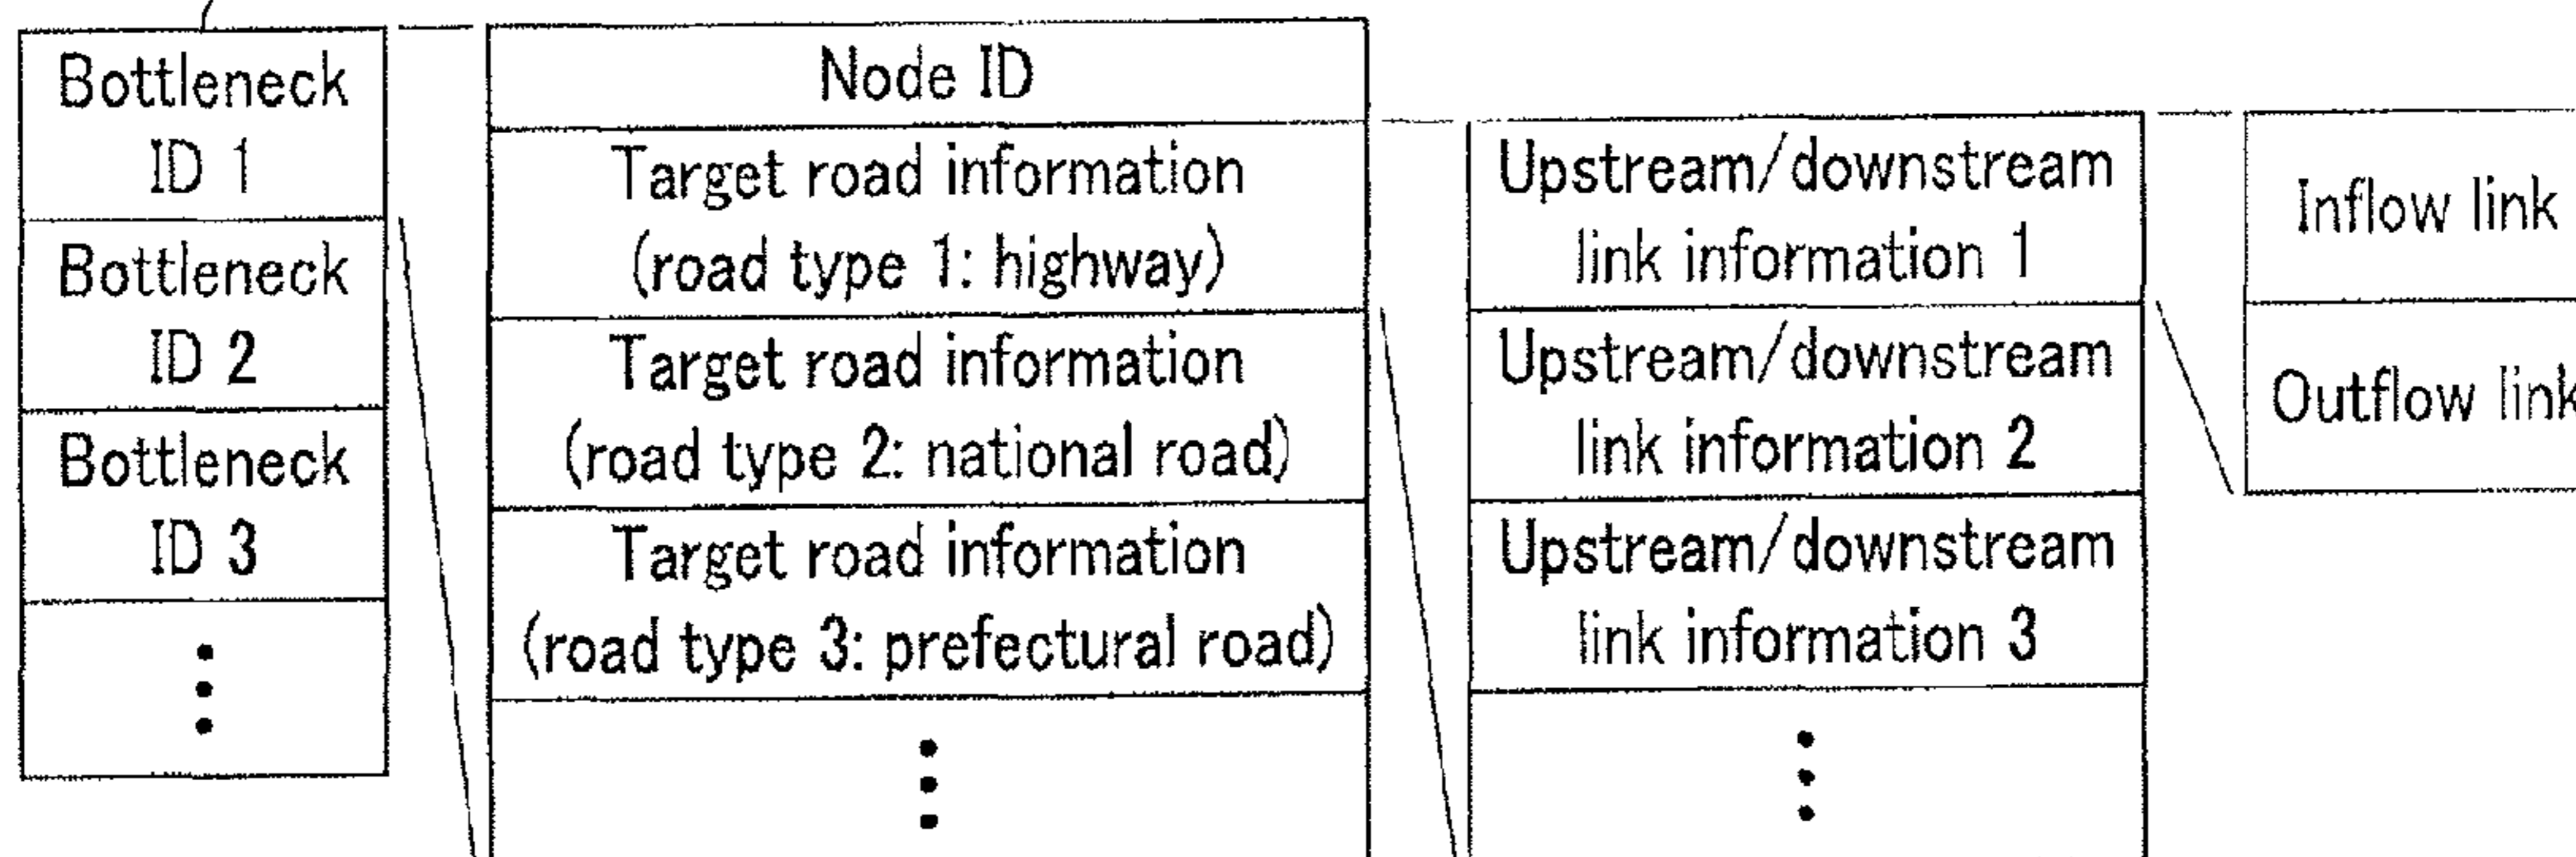 Bottleneck
ID 1
Bottleneck
ID 2
Bottleneck
ID 3
Node ID
Target road information
(road type 1: highway)
Target road information
(road type 2: national road)
Target road information
(road type 3: prefectural road)
Upstream/downstream
link information 1
Upstream/downstream
link information 2
Upstream/downstream
link information 3
Inflow link
Outflow link